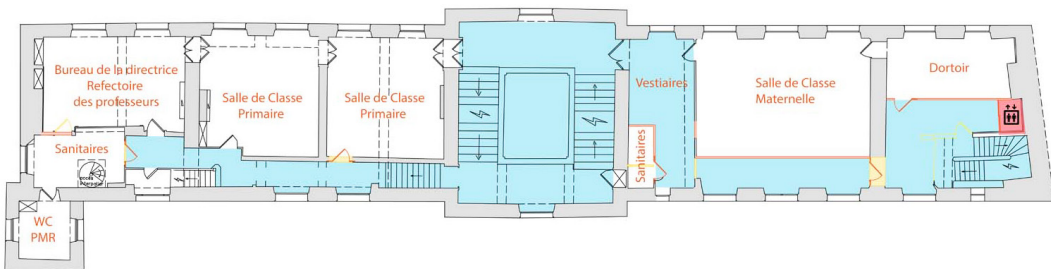 Bureau de la directrice
Refectoire
des professeurs
Salle de Classe
Primaire
Salle de Classe
Primaire
Vestiaires
Salle de Classe
Maternelle
Dortoir
Sanitaires
Sanitaires
WC
PMR